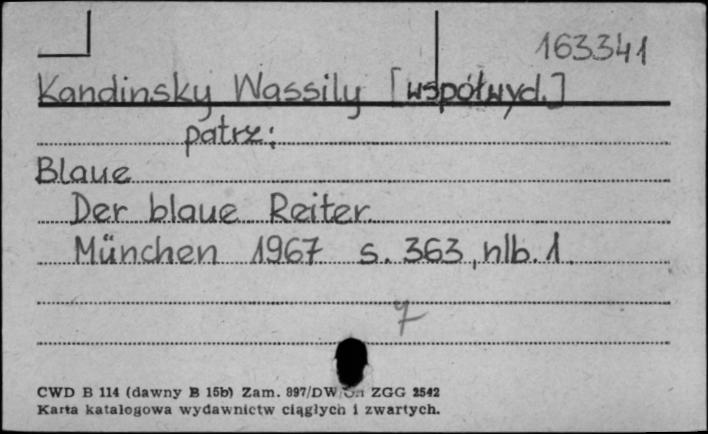 163341
Kandinsky Wassily [współwyd.]
patrz:
Blaue
Der blaue Reiter.
München 1967 s. 363, nlb. 1.
7
CWD B 114 (dawny B 15b) Zam. 897/DW ZGG 2542
Karta katalogowa wydawnictw ciągłych i zwartych.